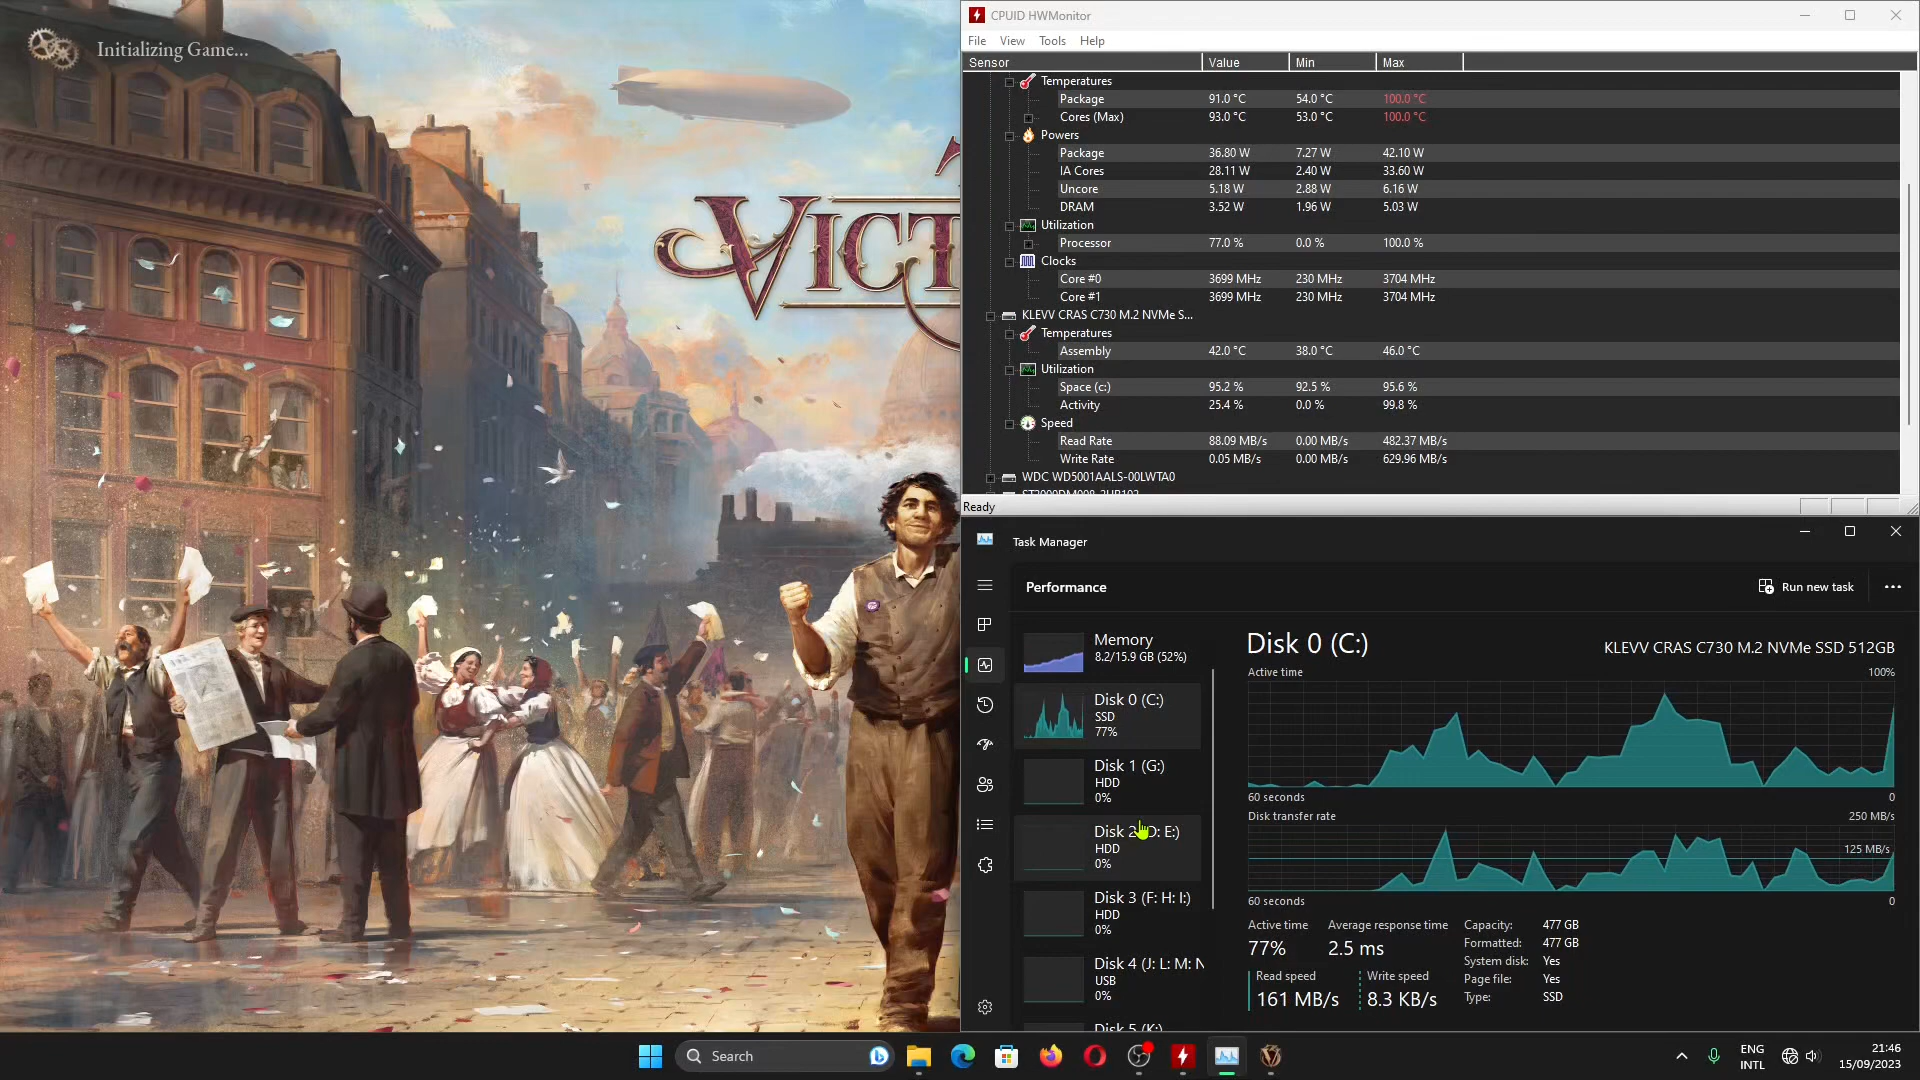 Initializing Game...
VICT
CPUID HWMonitor
File View Tools Help
Sensor Value Min Max
Temperatures
Package 91.0 °C 54.0 °C 100.0 °C
Cores (Max) 93.0 °C 53.0 °C 100.0 °C
Powers
Package 36.80 W 7.27 W 42.10 W
IA Cores 28.11 W 2.40 W 33.60 W
Uncore 5.18 W 2.88 W 6.16 W
DRAM 3.52 W 1.96 W 5.03 W
Utilization
Processor 77.0 % 0.0 % 100.0 %
Clocks
Core #0 3699 MHz 230 MHz 3704 MHz
Core #1 3699 MHz 230 MHz 3704 MHz
KLEVV CRAS C730 M.2 NVMe S...
Temperatures
Assembly 42.0 °C 38.0 °C 46.0 °C
Utilization
Space (c:) 95.2 % 92.5 % 95.6 %
Activity 25.4 % 0.0 % 99.8 %
Speed
Read Rate 88.09 MB/s 0.00 MB/s 482.37 MB/s
Write Rate 0.05 MB/s 0.00 MB/s 629.96 MB/s
WDC WD5001AALS-00LWTA0
Ready
Task Manager
Performance
Run new task
Memory
8.2/15.9 GB (52%)
Disk 0 (C:)
SSD
77%
Disk 1 (G:)
HDD
0%
Disk 2 (D: E:)
HDD
0%
Disk 3 (F: H: I:)
HDD
0%
Disk 4 (J: L: M: N
USB
0%
Disk 5 (K:)
Disk 0 (C:)
KLEVV CRAS C730 M.2 NVMe SSD 512GB
Active time 100%
60 seconds 0
Disk transfer rate 250 MB/s
125 MB/s
60 seconds 0
Active time
77%
Average response time
2.5 ms
Read speed
161 MB/s
Write speed
8.3 KB/s
Capacity: 477 GB
Formatted: 477 GB
System disk: Yes
Page file: Yes
Type: SSD
Search
ENG
INTL
21:46
15/09/2023